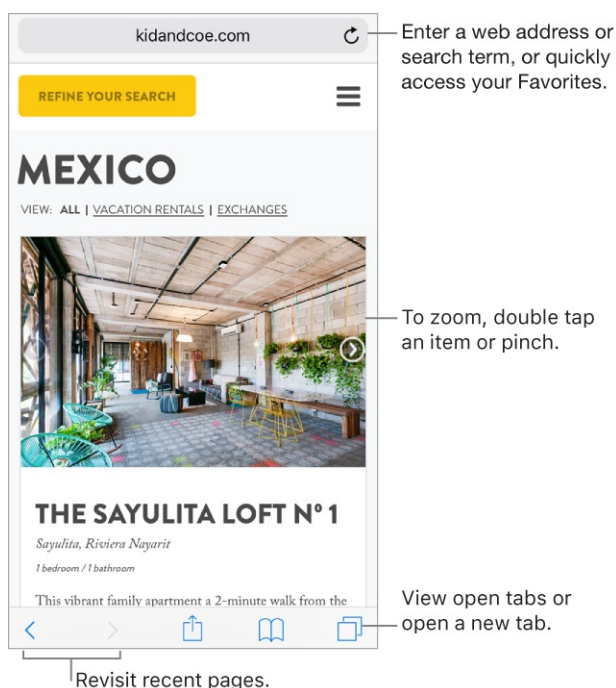 kidandcoe.com
Enter a web address or
search term, or quickly
access your Favorites.
REFINE YOUR SEARCH
MEXICO
VIEW: ALL | VACATION RENTALS | EXCHANGES
To zoom, double tap
an item or pinch.
THE SAYULITA LOFT Nº 1
Sayulita, Riviera Nayarit
1 bedroom / 1 bathroom
This vibrant family apartment a 2-minute walk from the
View open tabs or
open a new tab.
Revisit recent pages.